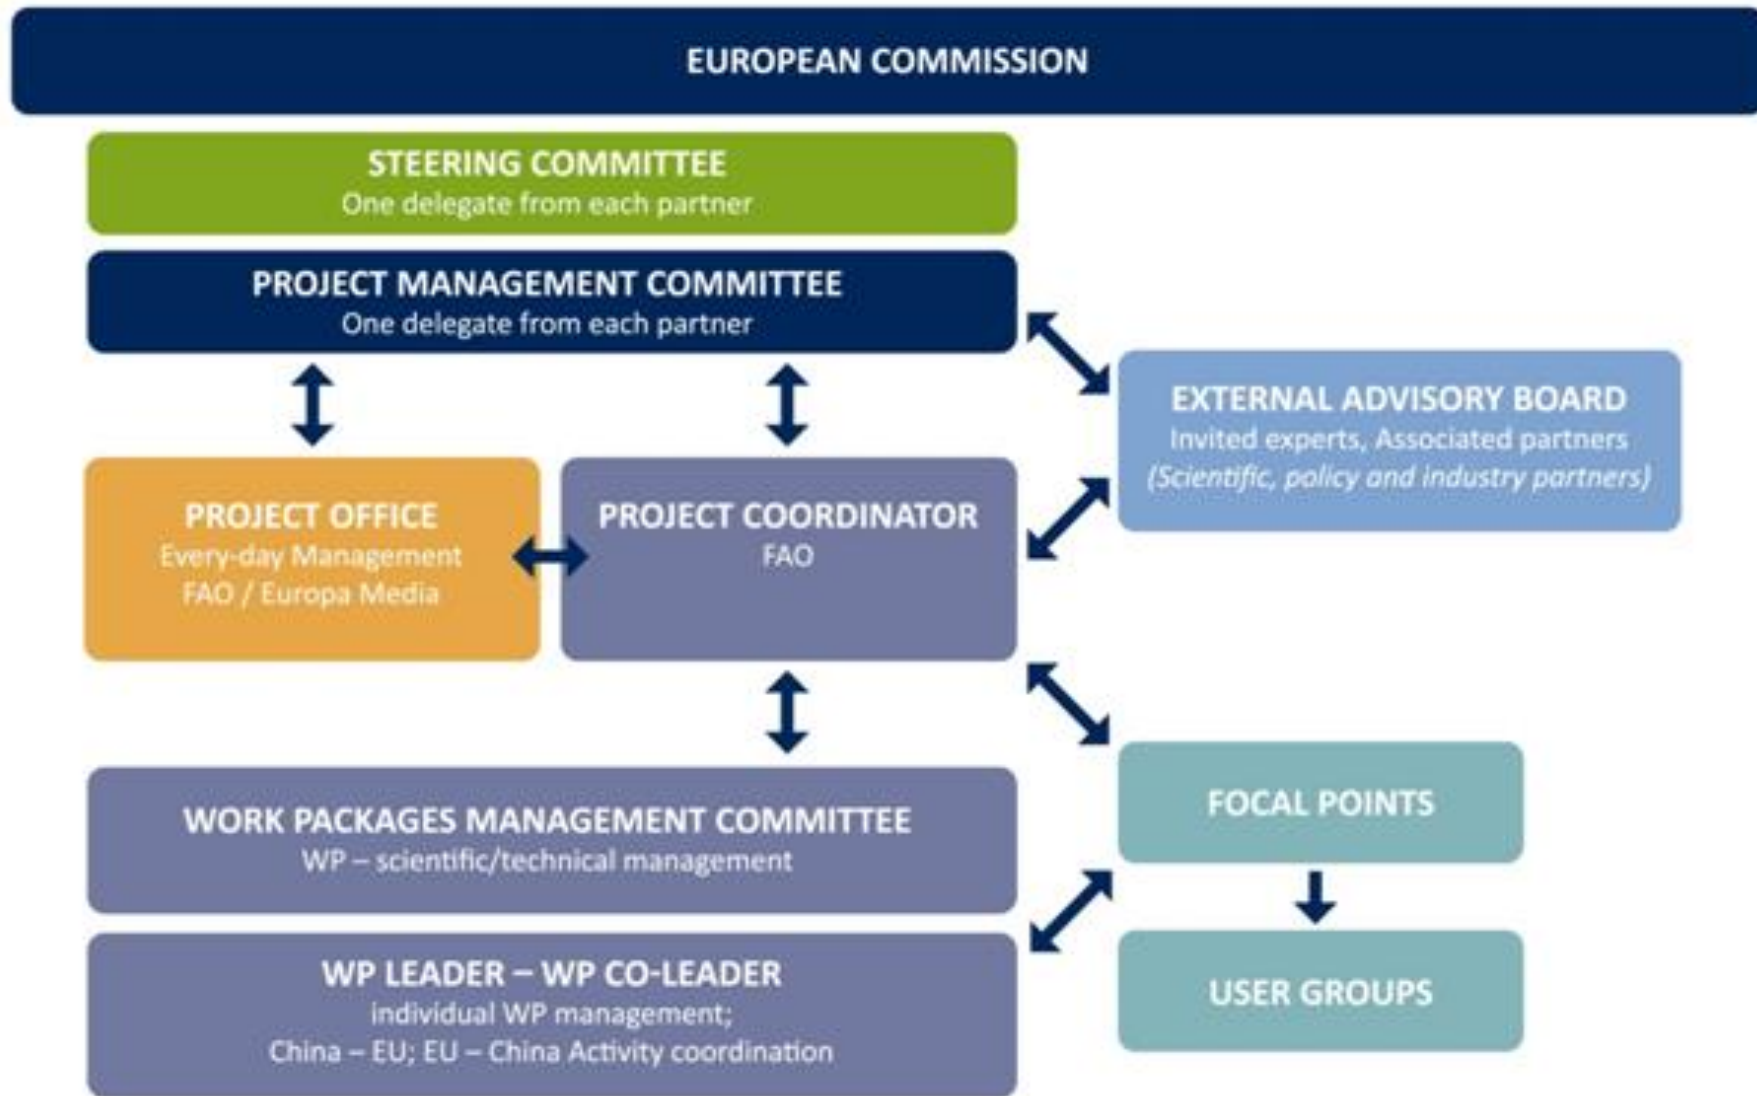 EUROPEAN COMMISSION
STEERING COMMITTEE
One delegate from each partner
PROJECT MANAGEMENT COMMITTEE
One delegate from each partner
EXTERNAL ADVISORY BOARD
Invited experts, Associated partners
(Scientific, policy and industry partners)
PROJECT OFFICE
Every-day Management
FAO / Europa Media
PROJECT COORDINATOR
FAO
WORK PACKAGES MANAGEMENT COMMITTEE
WP – scientific/technical management
FOCAL POINTS
WP LEADER – WP CO-LEADER
individual WP management;
China – EU; EU – China Activity coordination
USER GROUPS